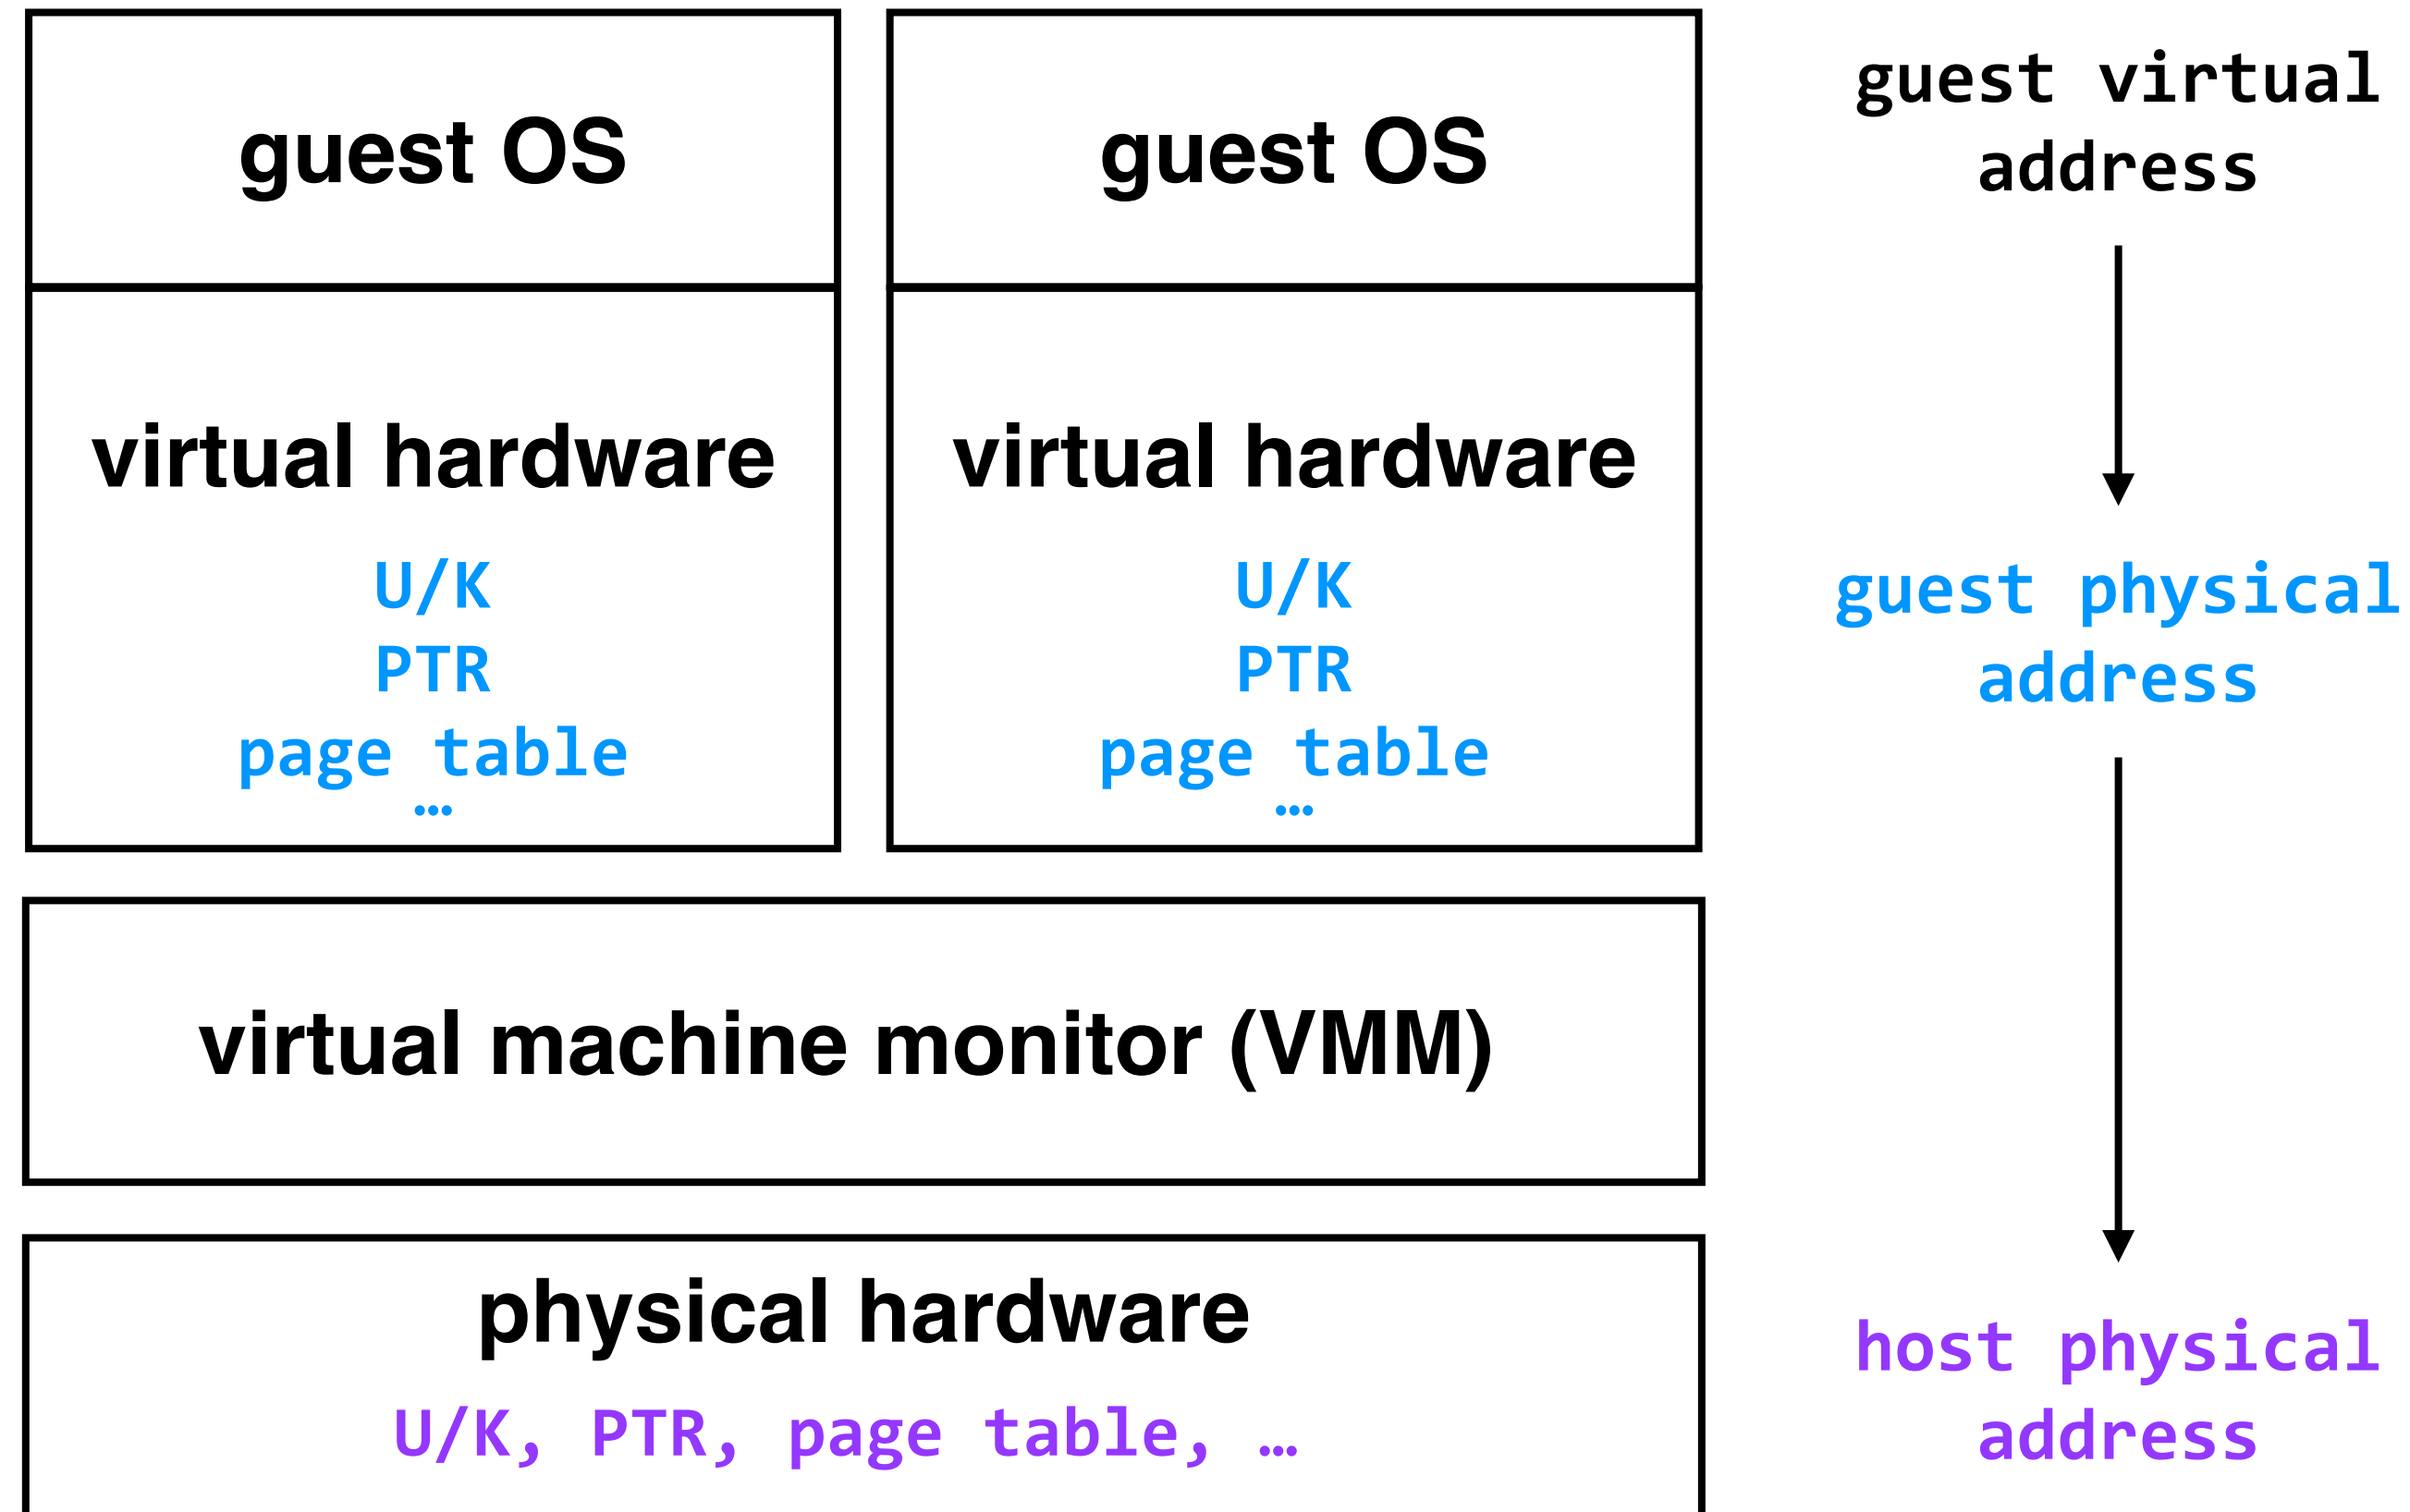 guest OS
virtual hardware
U/K
PTR
page table
…
guest OS
virtual hardware
U/K
PTR
page table
…
virtual machine monitor (VMM)
physical hardware
U/K, PTR, page table, …
guest virtual
address
guest physical
address
host physical
address